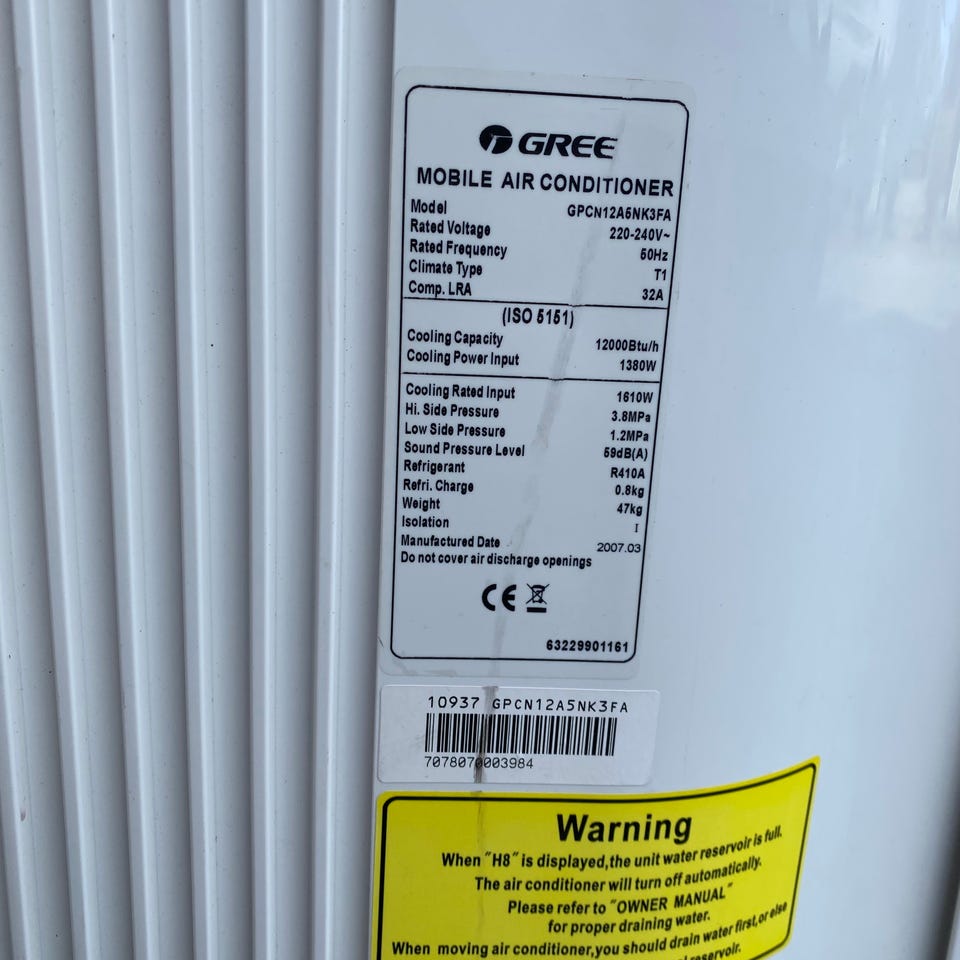 GREE
MOBILE AIR CONDITIONER
Model GPCN12A5NK3FA
Rated Voltage 220-240V~
Rated Frequency 50Hz
Climate Type T1
Comp. LRA 32A
(ISO 5151)
Cooling Capacity 12000Btu/h
Cooling Power Input 1380W
Cooling Rated Input 1610W
Hi. Side Pressure 3.8MPa
Low Side Pressure 1.2MPa
Sound Pressure Level 59dB(A)
Refrigerant R410A
Refri. Charge 0.8kg
Weight 47kg
Isolation I
Manufactured Date 2007.03
Do not cover air discharge openings
CE
63229901161
10937 GPCN12A5NK3FA
7078070003984
Warning
When "H8" is displayed,the unit water reservoir is full.
The air conditioner will turn off automatically.
Please refer to "OWNER MANUAL"
for proper draining water.
When moving air conditioner,you should drain water first,or else
reservoir.